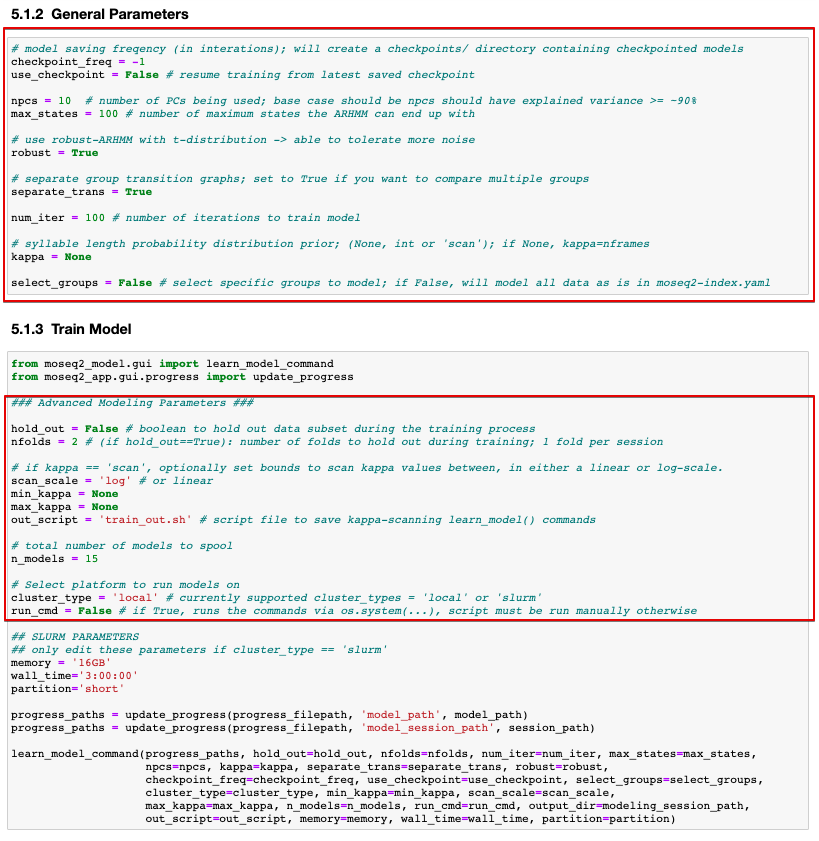 5.1.2 General Parameters
# model saving freqency (in interations); will create a checkpoints/ directory containing checkpointed models
checkpoint_freq = -1
use_checkpoint = False # resume training from latest saved checkpoint
npcs = 10  # number of PCs being used; base case should be npcs should have explained variance >= ~90%
max_states = 100 # number of maximum states the ARHMM can end up with
# use robust-ARHMM with t-distribution -> able to tolerate more noise
robust = True
# separate group transition graphs; set to True if you want to compare multiple groups
separate_trans = True
num_iter = 100 # number of iterations to train model
# syllable length probability distribution prior; (None, int or 'scan'); if None, kappa=nframes
kappa = None
select_groups = False # select specific groups to model; if False, will model all data as is in moseq2-index.yaml
5.1.3 Train Model
from moseq2_model.gui import learn_model_command
from moseq2_app.gui.progress import update_progress
### Advanced Modeling Parameters ###
hold_out = False # boolean to hold out data subset during the training process
nfolds = 2 # (if hold_out==True): number of folds to hold out during training; 1 fold per session
# if kappa == 'scan', optionally set bounds to scan kappa values between, in either a linear or log-scale.
scan_scale = 'log' # or linear
min_kappa = None
max_kappa = None
out_script = 'train_out.sh' # script file to save kappa-scanning learn_model() commands
# total number of models to spool
n_models = 15
# Select platform to run models on
cluster_type = 'local' # currently supported cluster_types = 'local' or 'slurm'
run_cmd = False # if True, runs the commands via os.system(...), script must be run manually otherwise
## SLURM PARAMETERS
## only edit these parameters if cluster_type == 'slurm'
memory = '16GB'
wall_time='3:00:00'
partition='short'
progress_paths = update_progress(progress_filepath, 'model_path', model_path)
progress_paths = update_progress(progress_filepath, 'model_session_path', session_path)
learn_model_command(progress_paths, hold_out=hold_out, nfolds=nfolds, num_iter=num_iter, max_states=max_states,
npcs=npcs, kappa=kappa, separate_trans=separate_trans, robust=robust,
checkpoint_freq=checkpoint_freq, use_checkpoint=use_checkpoint, select_groups=select_groups,
cluster_type=cluster_type, min_kappa=min_kappa, scan_scale=scan_scale,
max_kappa=max_kappa, n_models=n_models, run_cmd=run_cmd, output_dir=modeling_session_path,
out_script=out_script, memory=memory, wall_time=wall_time, partition=partition)